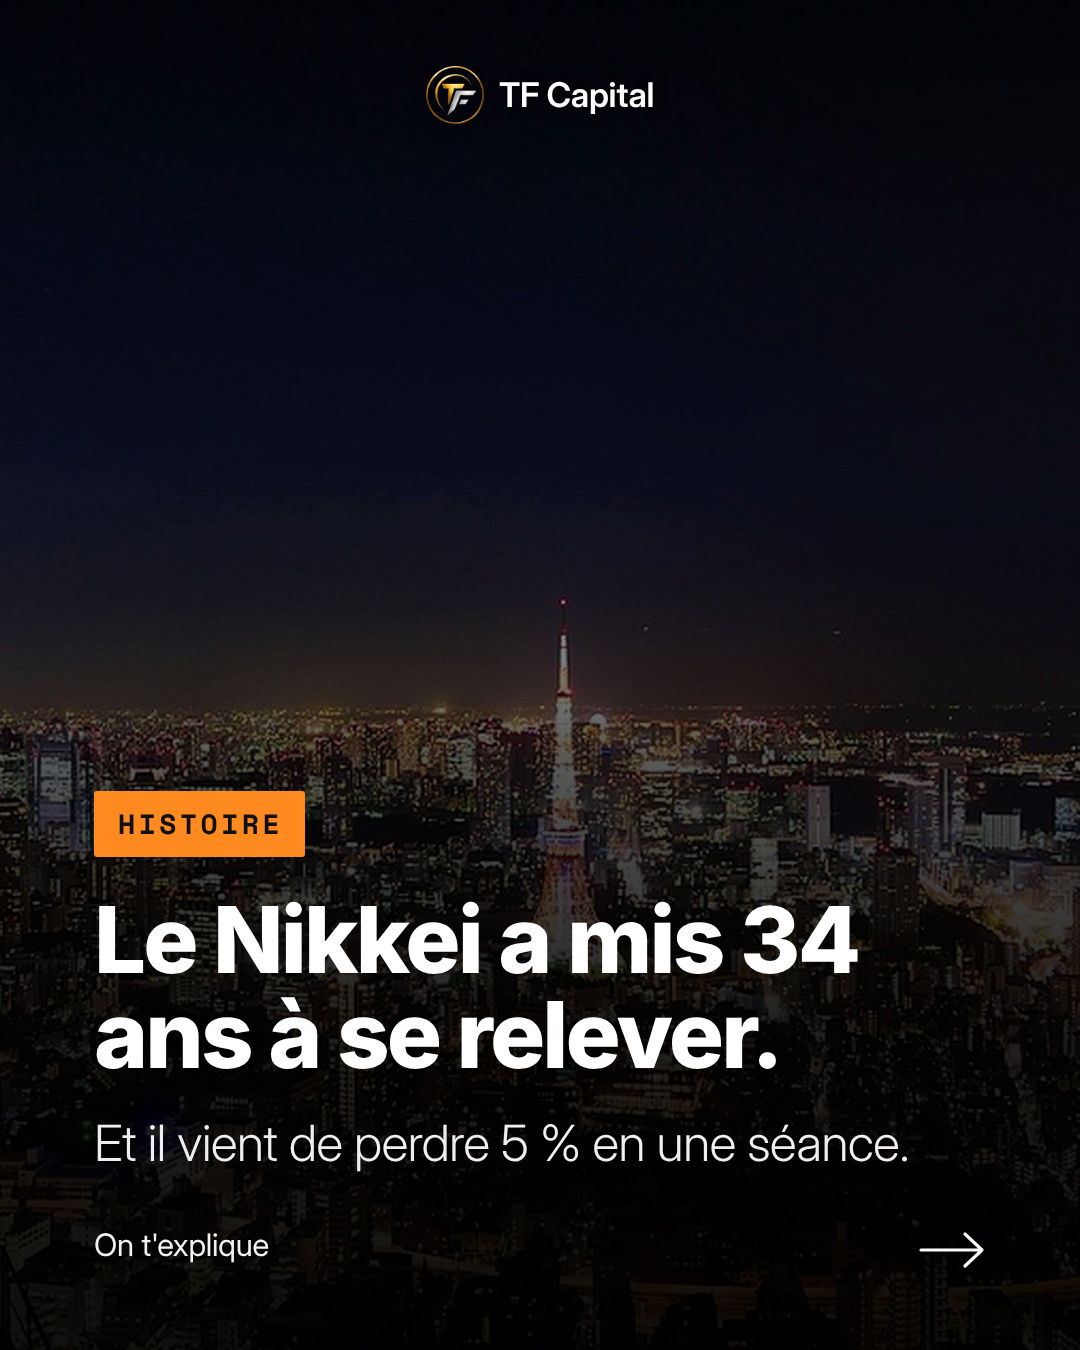 TF Capital
HISTOIRE
Le Nikkei a mis 34
ans à se relever.
Et il vient de perdre 5 % en une séance.
On t'explique